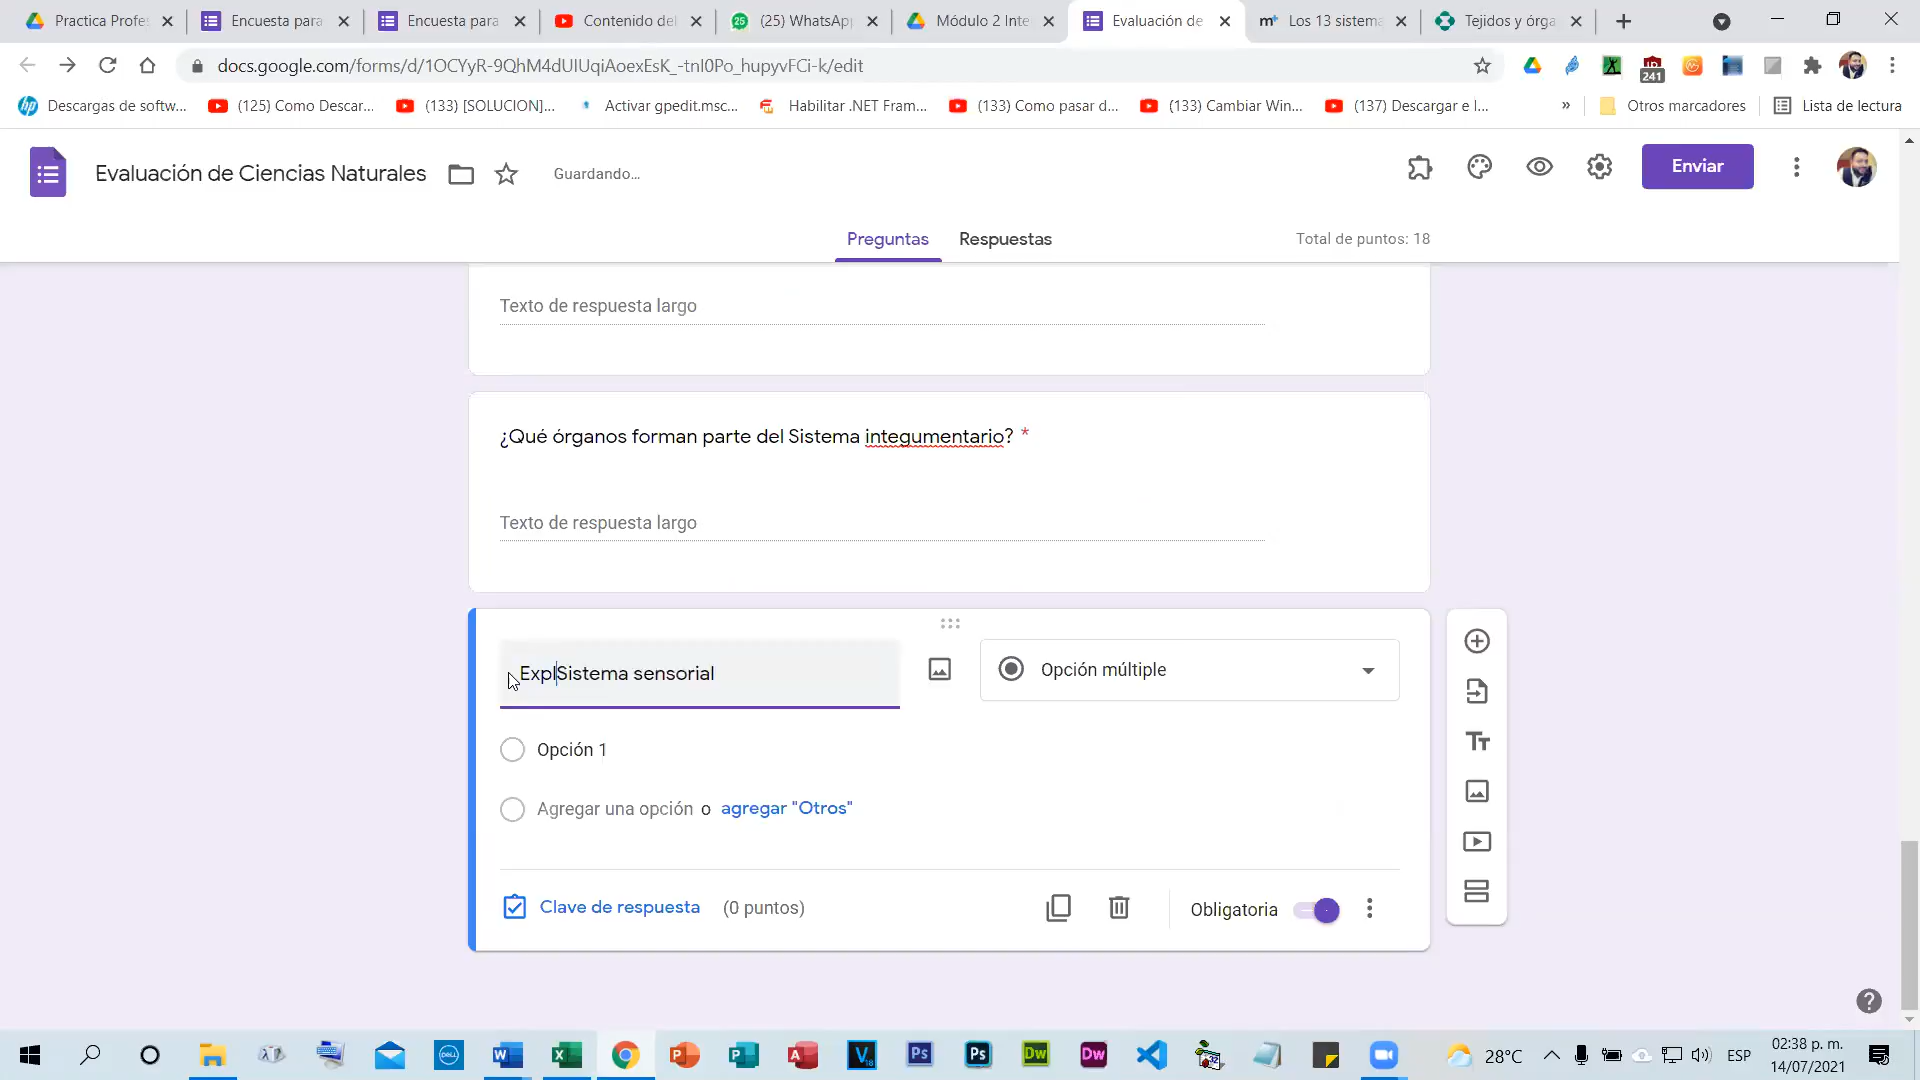 Practica Profes
Encuesta para
Encuesta para
Contenido del
(25) WhatsApp
Módulo 2 Inte
Evaluación de
Los 13 sistema
Tejidos y órga
docs.google.com/forms/d/1OCYyR-9QhM4dUIUqiAoexEsK_-tnI0Po_hupyvFCi-k/edit
241
Descargas de softw...
(125) Como Descar...
(133) [SOLUCION]...
Activar gpedit.msc...
Habilitar .NET Fram...
(133) Como pasar d...
(133) Cambiar Win...
(137) Descargar e I...
»
Otros marcadores
Lista de lectura
Evaluación de Ciencias Naturales
Guardando...
Enviar
Preguntas
Respuestas
Total de puntos: 18
Texto de respuesta largo
¿Qué órganos forman parte del Sistema integumentario? *
Texto de respuesta largo
ExplSistema sensorial
Opción múltiple
Opción 1
Agregar una opción o agregar "Otros"
Clave de respuesta (0 puntos)
Obligatoria
28°C
ESP
02:38 p. m.
14/07/2021